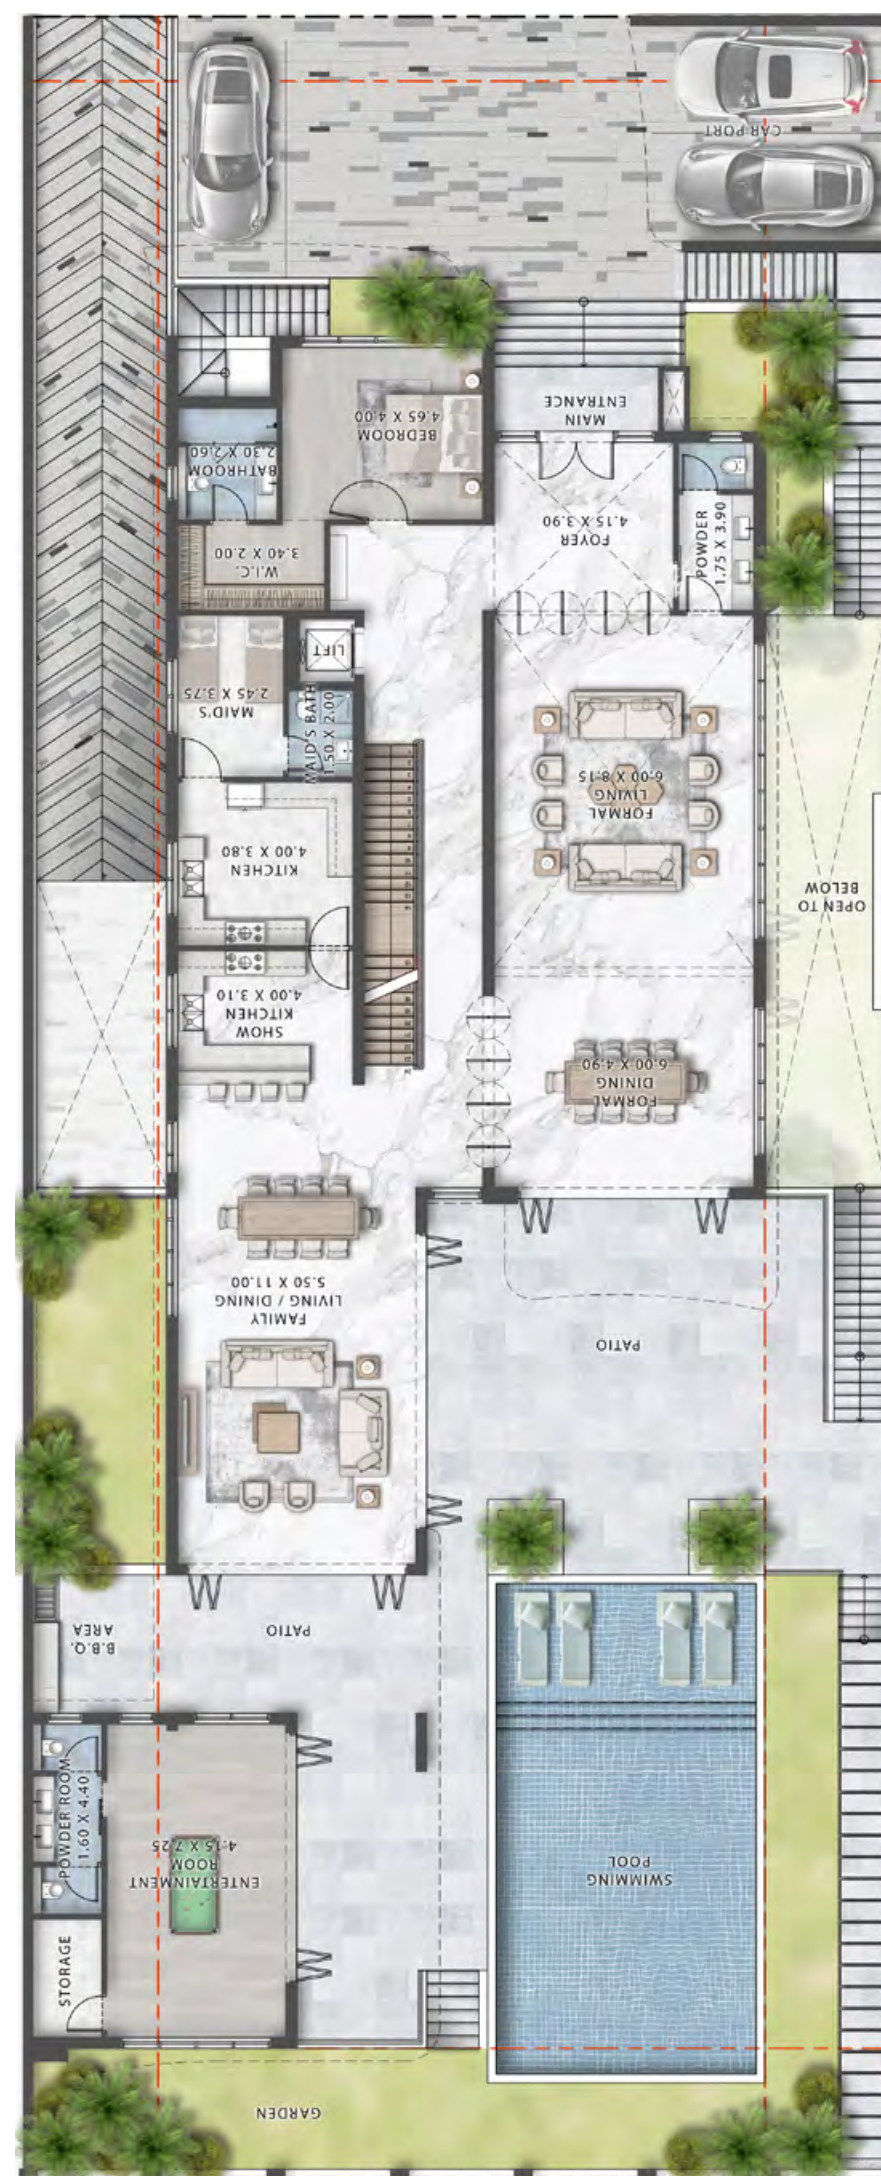 CAR PORT
MAIN
ENTRANCE
BEDROOM
4.65 X 4.00
BATHROOM
2.30 X 2.60
FOYER
4.15 X 3.90
POWDER
1.75 X 3.90
W.I.C.
3.40 X 2.00
LIFT
MAID'S
2.45 X 3.75
MAID'S BATH
1.50 X 2.00
FORMAL
LIVING
6.00 X 8.15
KITCHEN
4.00 X 3.80
OPEN TO
BELOW
SHOW
KITCHEN
4.00 X 3.10
FORMAL
DINING
6.00 X 4.90
FAMILY
LIVING / DINING
5.50 X 11.00
PATIO
B.B.Q.
AREA
PATIO
POWDER ROOM
1.60 X 4.40
ENTERTAINMENT
ROOM
4.15 X 7.25
SWIMMING
POOL
STORAGE
GARDEN